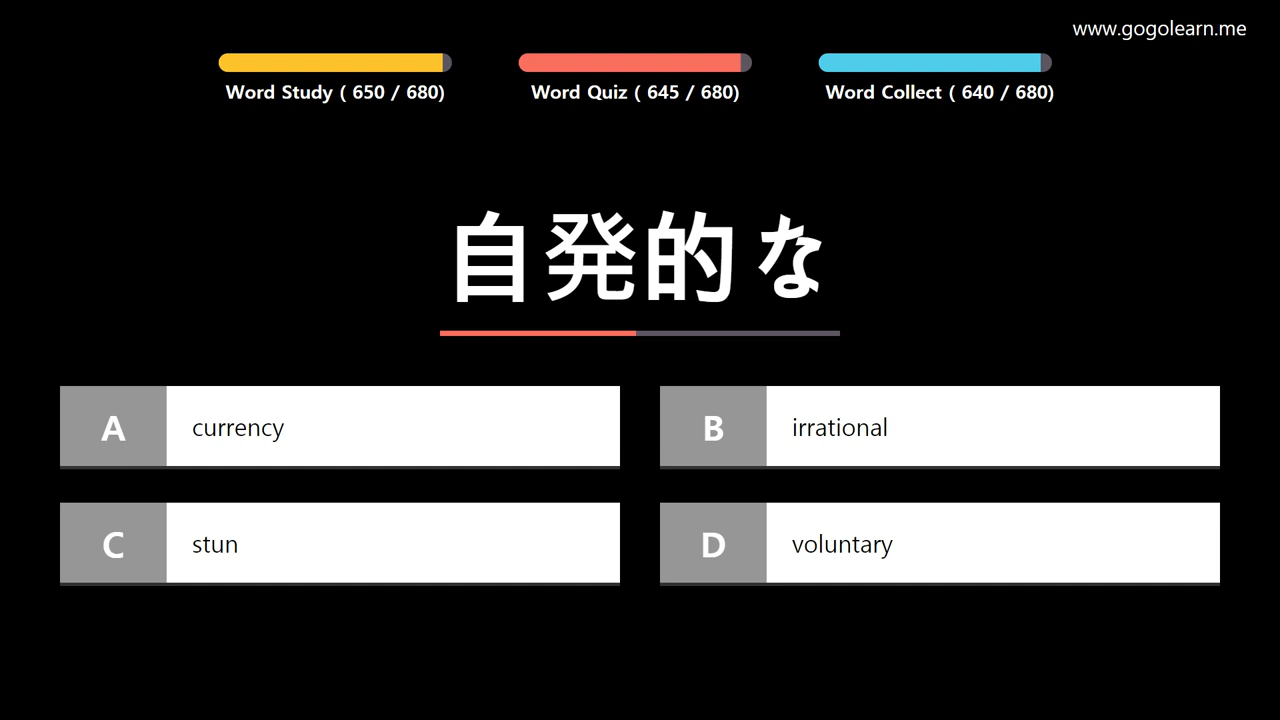 www.gogolearn.me
Word Study ( 650 / 680)
Word Quiz ( 645 / 680)
Word Collect ( 640 / 680)
自発的な
A currency
B irrational
C stun
D voluntary